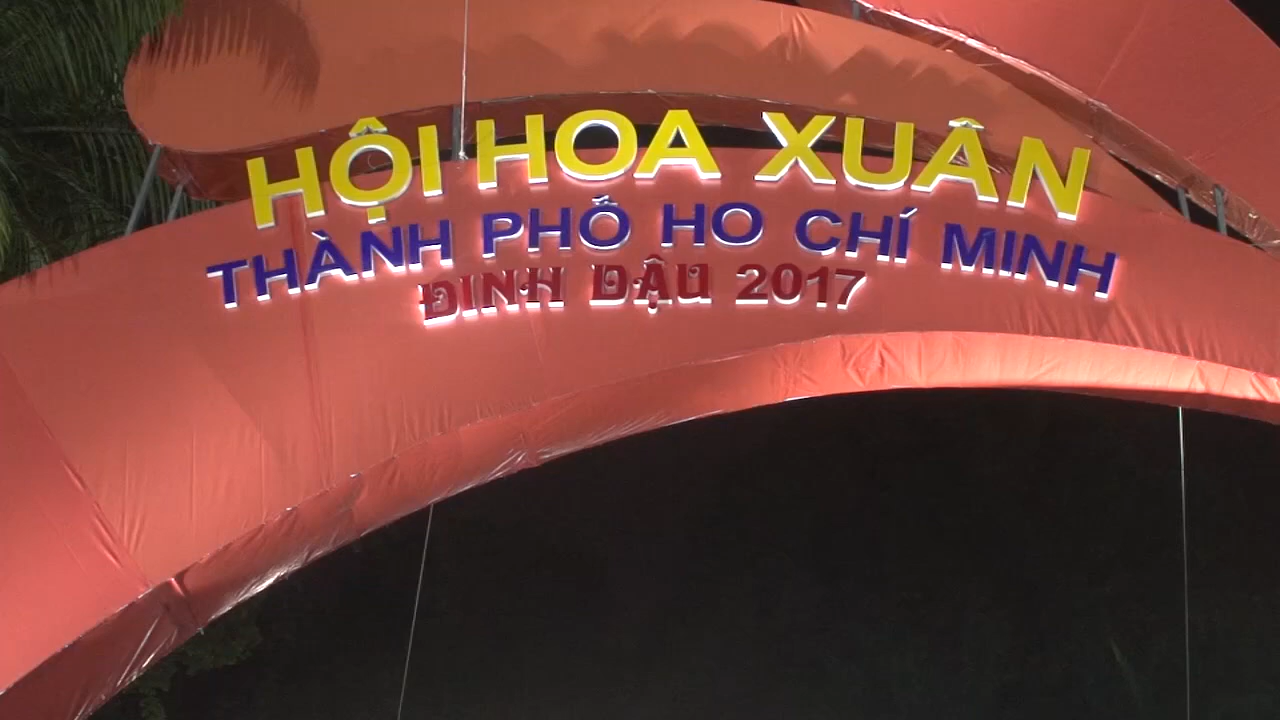 HỘI HOA XUÂN
THÀNH PHỐ HO CHÍ MINH
ĐINH DẬU 2017